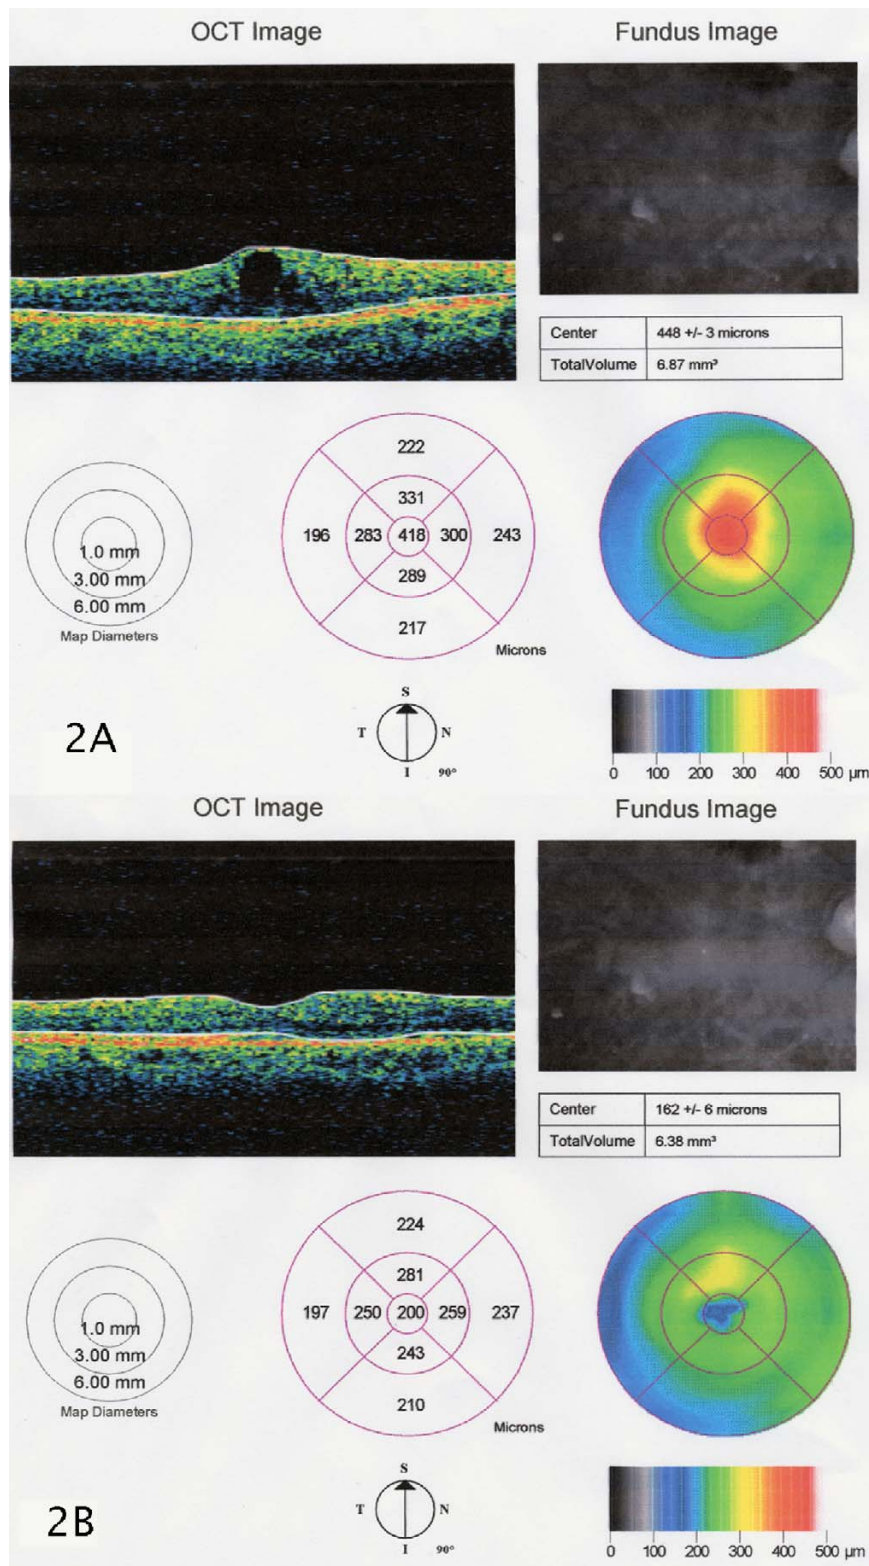 OCT Image
Fundus Image
Center 448 +/- 3 microns
TotalVolume 6.87 mm³
222
331
196 283 418 300 243
289
217
1.0 mm
3.00 mm
6.00 mm
Map Diameters
Microns
S
T N
I 90°
0 100 200 300 400 500 µm
2A
OCT Image
Fundus Image
Center 162 +/- 6 microns
TotalVolume 6.38 mm³
224
281
197 250 200 259 237
243
210
1.0 mm
3.00 mm
6.00 mm
Map Diameters
Microns
S
T N
I 90°
0 100 200 300 400 500 µm
2B